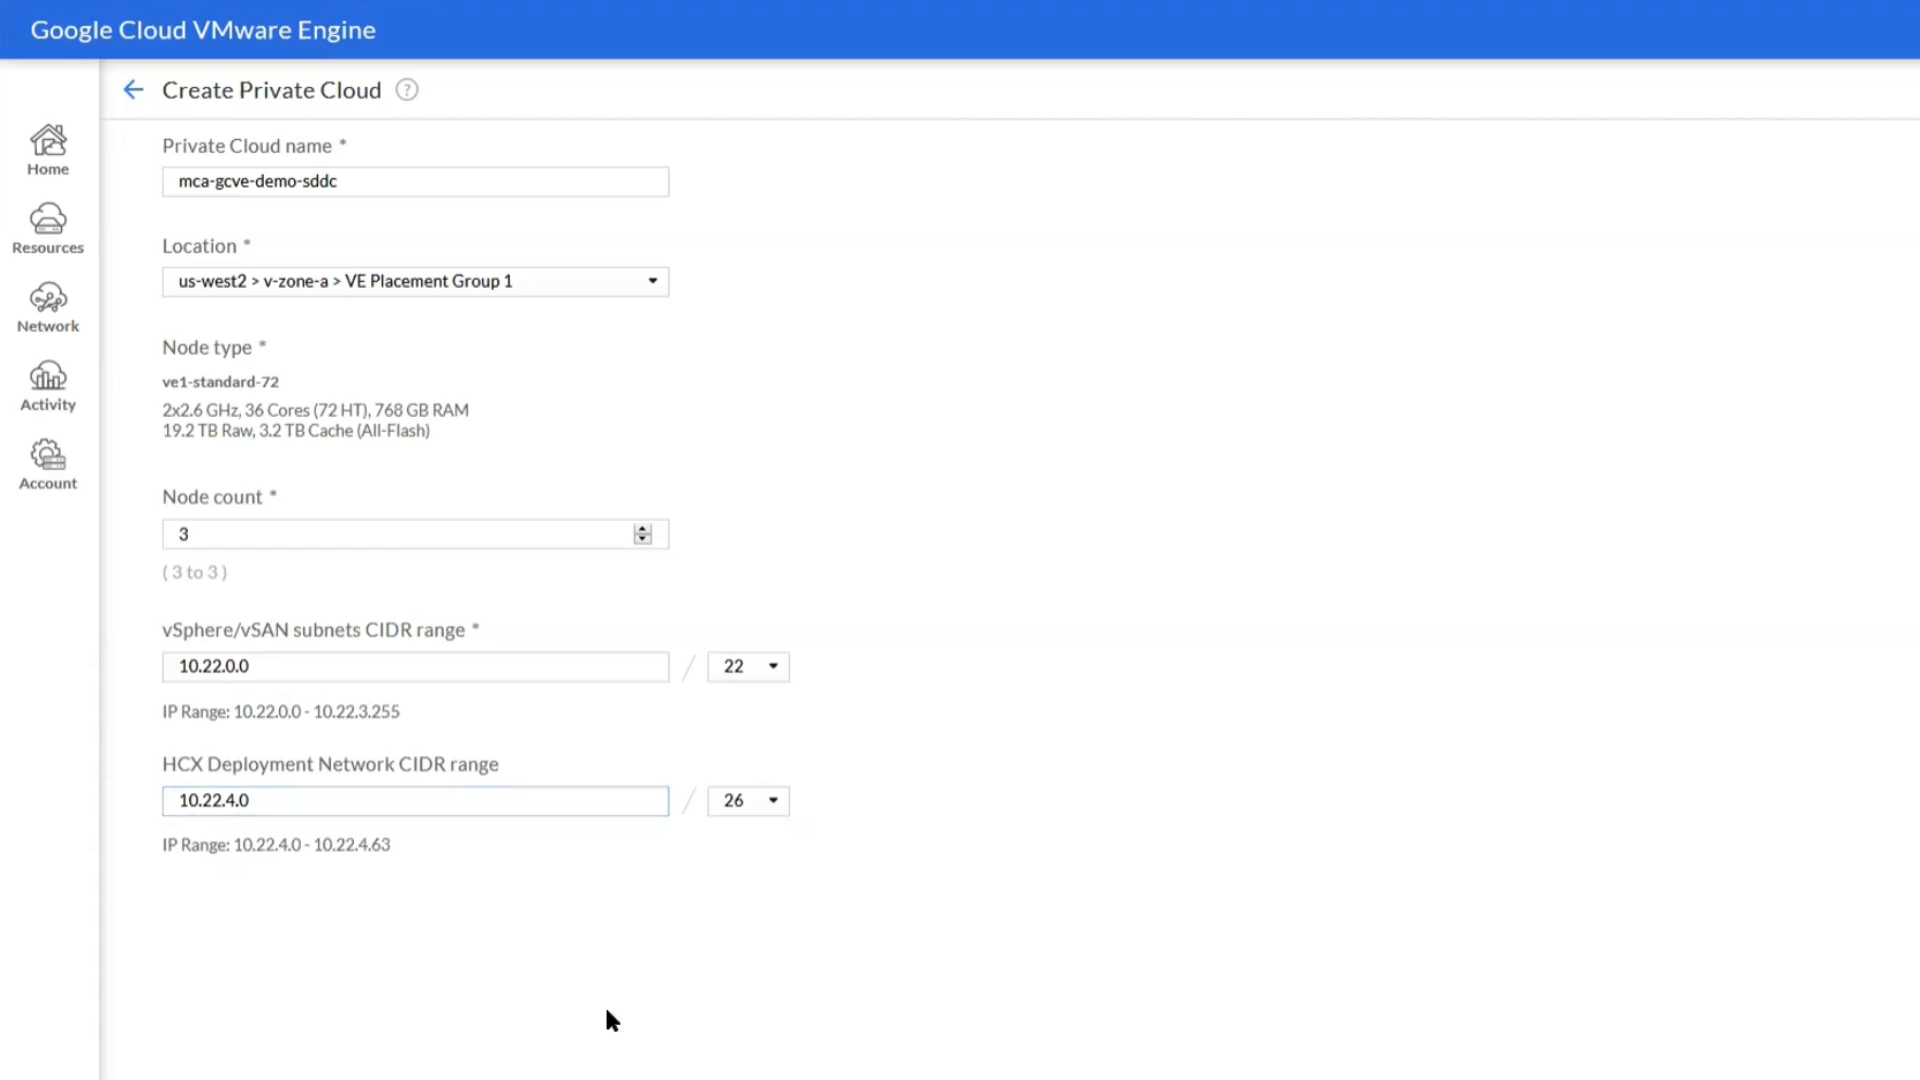 Google Cloud VMware Engine
Create Private Cloud ?
Home
Resources
Network
Activity
Account
Private Cloud name *
mca-gcve-demo-sddc
Location *
us-west2 > v-zone-a > VE Placement Group 1
Node type *
ve1-standard-72
2x2.6 GHz, 36 Cores (72 HT), 768 GB RAM
19.2 TB Raw, 3.2 TB Cache (All-Flash)
Node count *
3
( 3 to 3 )
vSphere/vSAN subnets CIDR range *
10.22.0.0 / 22
IP Range: 10.22.0.0 - 10.22.3.255
HCX Deployment Network CIDR range
10.22.4.0 / 26
IP Range: 10.22.4.0 - 10.22.4.63